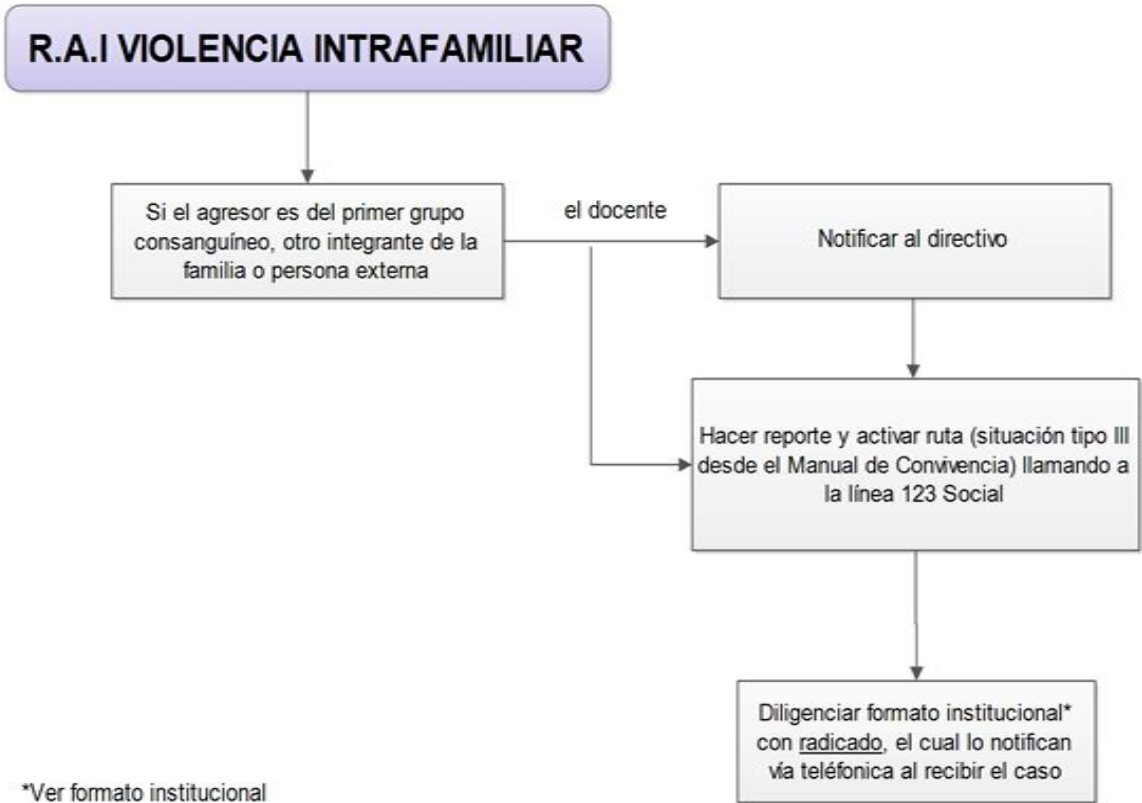 R.A.I VIOLENCIA INTRAFAMILIAR
Si el agresor es del primer grupo
consanguíneo, otro integrante de la
familia o persona externa
el docente
Notificar al directivo
Hacer reporte y activar ruta (situación tipo III
desde el Manual de Convivencia) llamando a
la línea 123 Social
Diligenciar formato institucional*
con radicado, el cual lo notifican
vía teléfonica al recibir el caso
*Ver formato institucional